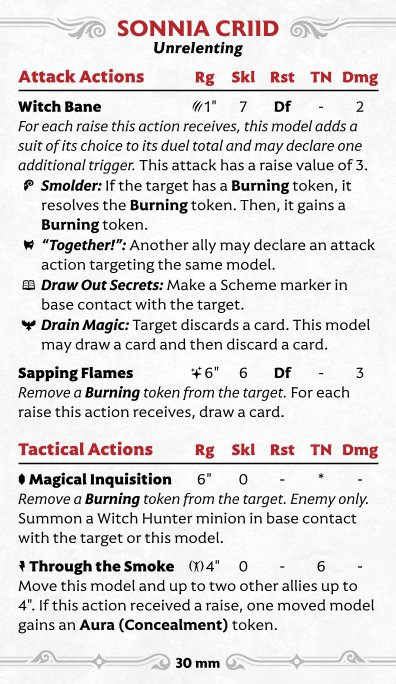 SONNIA CRIID
Unrelenting
Attack Actions Rg Skl Rst TN Dmg
Witch Bane 1" 7 Df - 2
For each raise this action receives, this model adds a
suit of its choice to its duel total and may declare one
additional trigger. This attack has a raise value of 3.
Smolder: If the target has a Burning token, it
resolves the Burning token. Then, it gains a
Burning token.
“Together!”: Another ally may declare an attack
action targeting the same model.
Draw Out Secrets: Make a Scheme marker in
base contact with the target.
Drain Magic: Target discards a card. This model
may draw a card and then discard a card.
Sapping Flames 6" 6 Df - 3
Remove a Burning token from the target. For each
raise this action receives, draw a card.
Tactical Actions Rg Skl Rst TN Dmg
Magical Inquisition 6" 0 - * -
Remove a Burning token from the target. Enemy only.
Summon a Witch Hunter minion in base contact
with the target or this model.
Through the Smoke 4" 0 - 6 -
Move this model and up to two other allies up to
4". If this action received a raise, one moved model
gains an Aura (Concealment) token.
30 mm